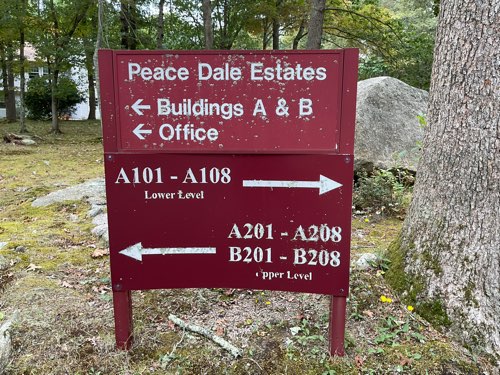 Peace Dale Estates
← Buildings A & B
← Office
A101 - A108 →
Lower Level
A201 - A208
← B201 - B208
Upper Level